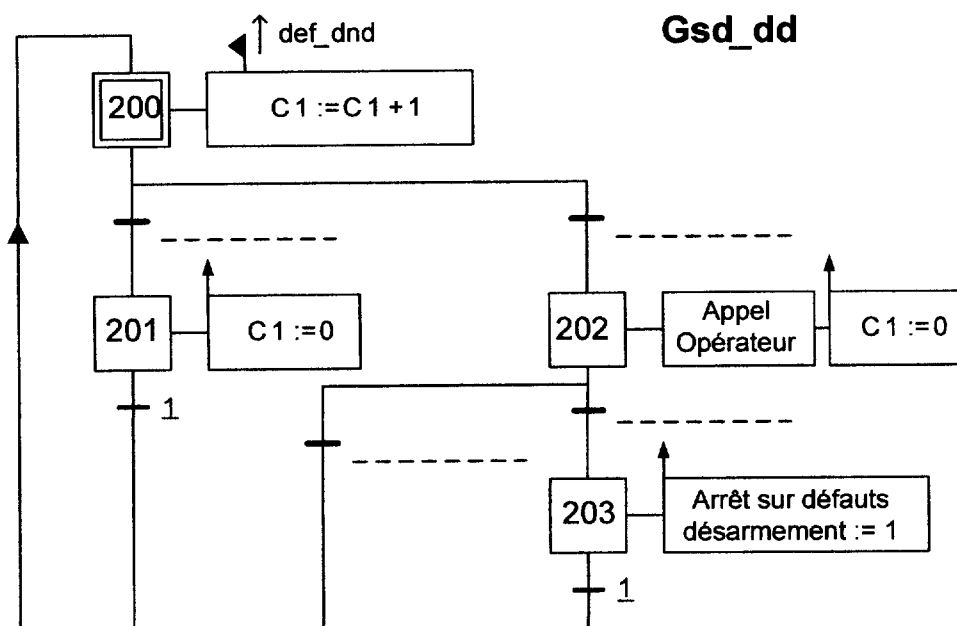 def_dnd
Gsd_dd
200
C1 :=C1 +1
201
C1 :=0
202
Appel
Opérateur
C1 :=0
1
203
Arrêt sur défauts
désarmement := 1
1